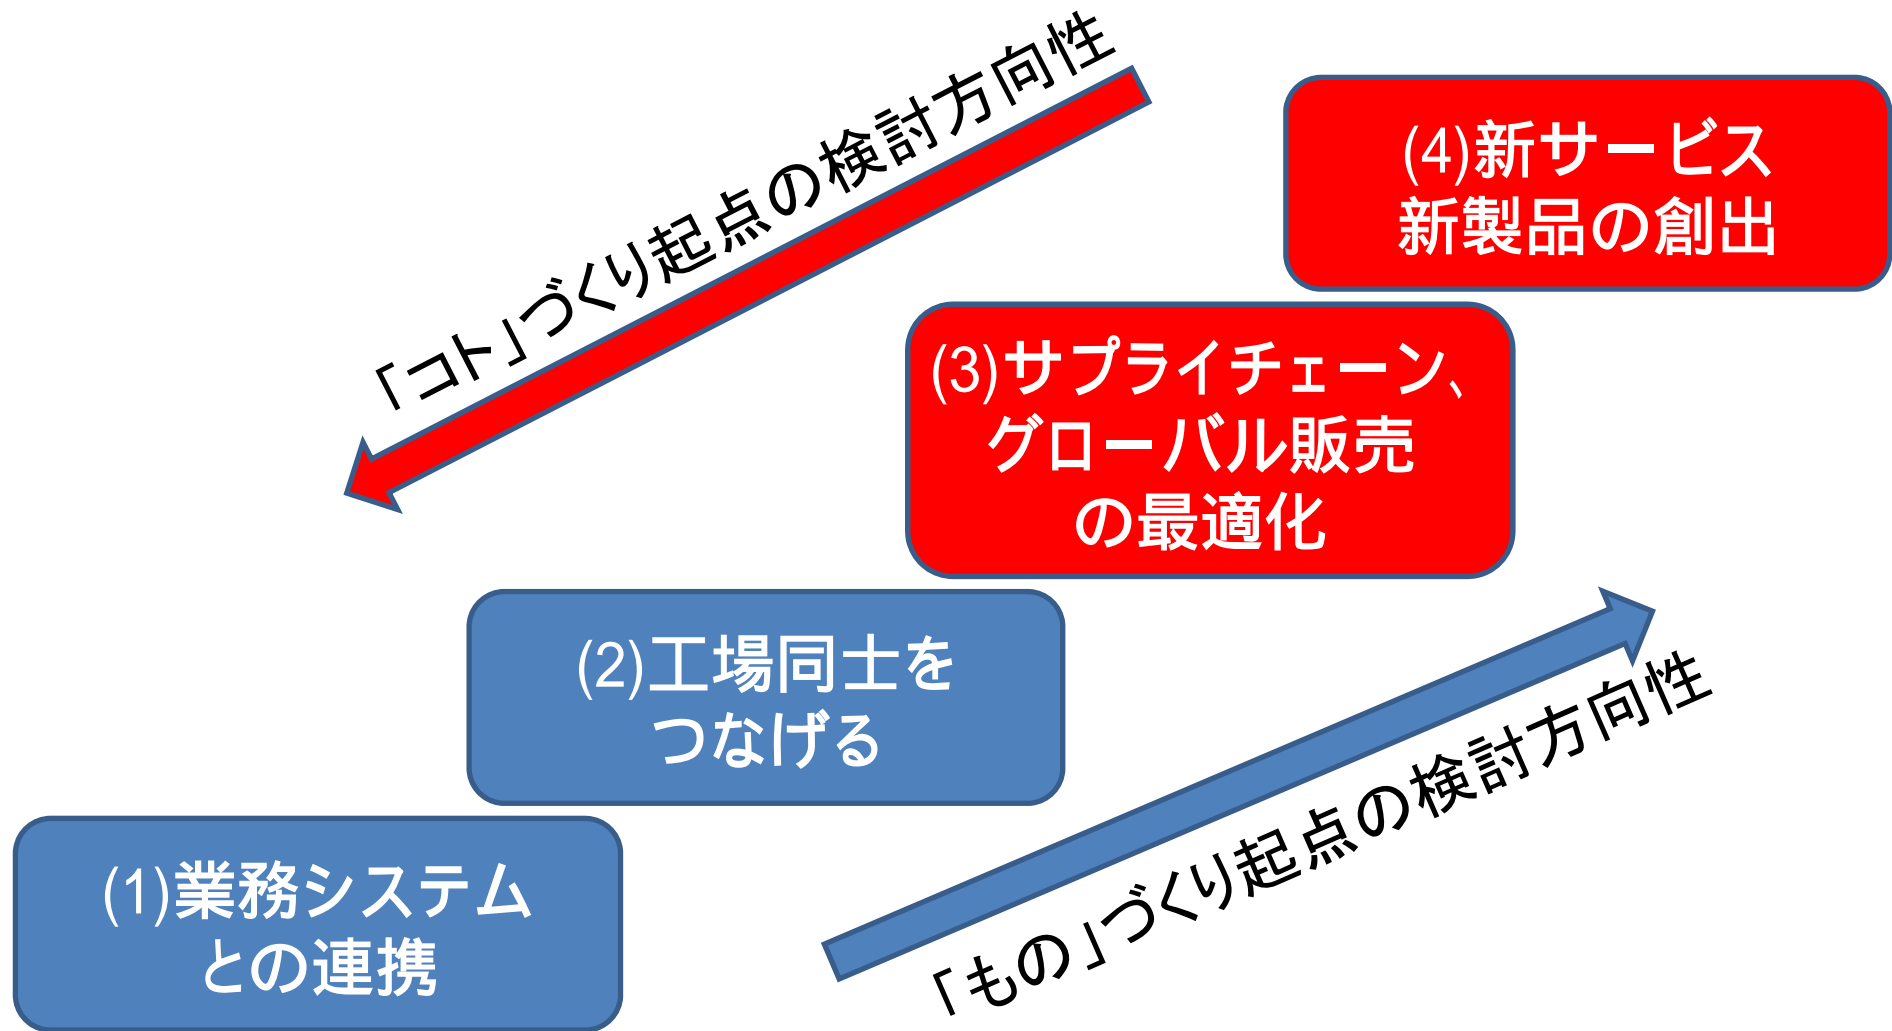 「コト」づくり起点の検討方向性
(4)新サービス
新製品の創出
(3)サプライチェーン、
グローバル販売
の最適化
(2)工場同士を
つなげる
(1)業務システム
との連携
「もの」づくり起点の検討方向性